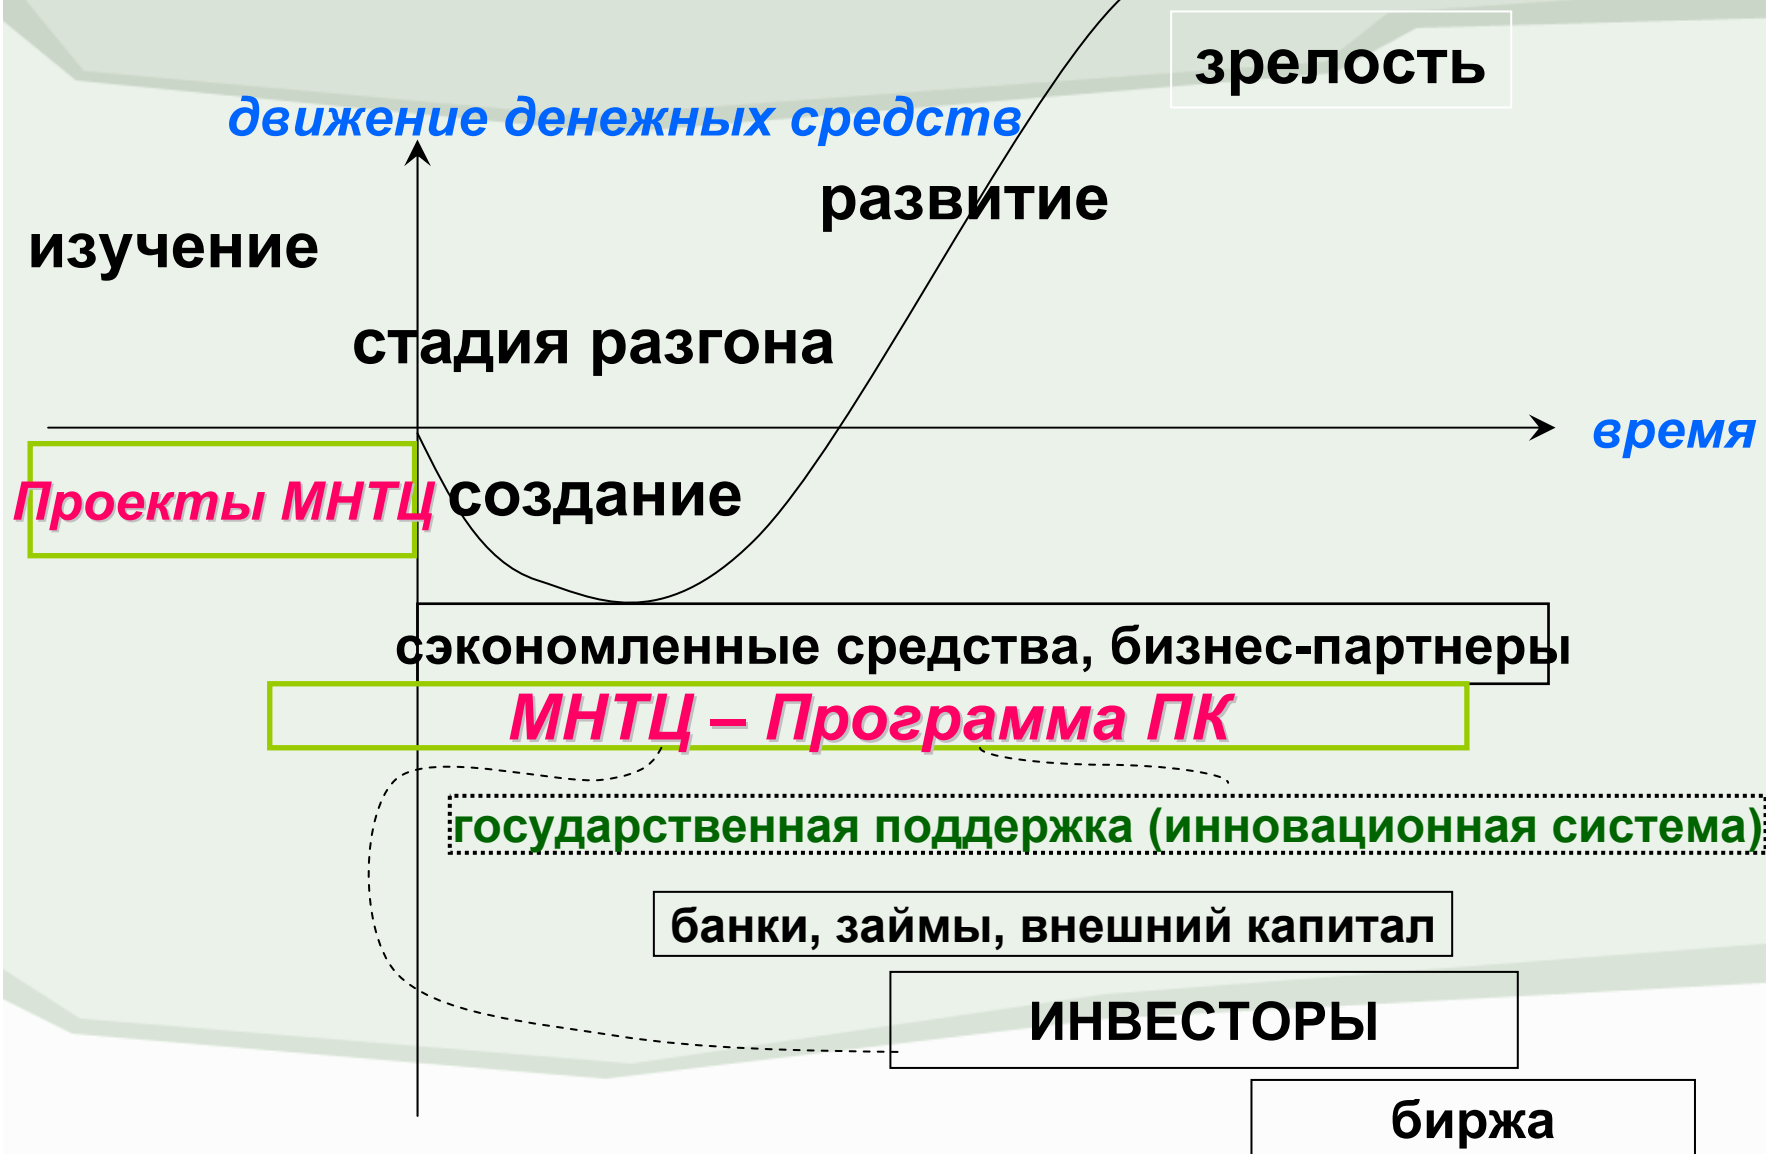 зрелость
движение денежных средств
развитие
изучение
стадия разгона
время
Проекты МНТЦ
создание
сэкономленные средства, бизнес-партнеры
МНТЦ – Программа ПК
государственная поддержка (инновационная система)
банки, займы, внешний капитал
ИНВЕСТОРЫ
биржа